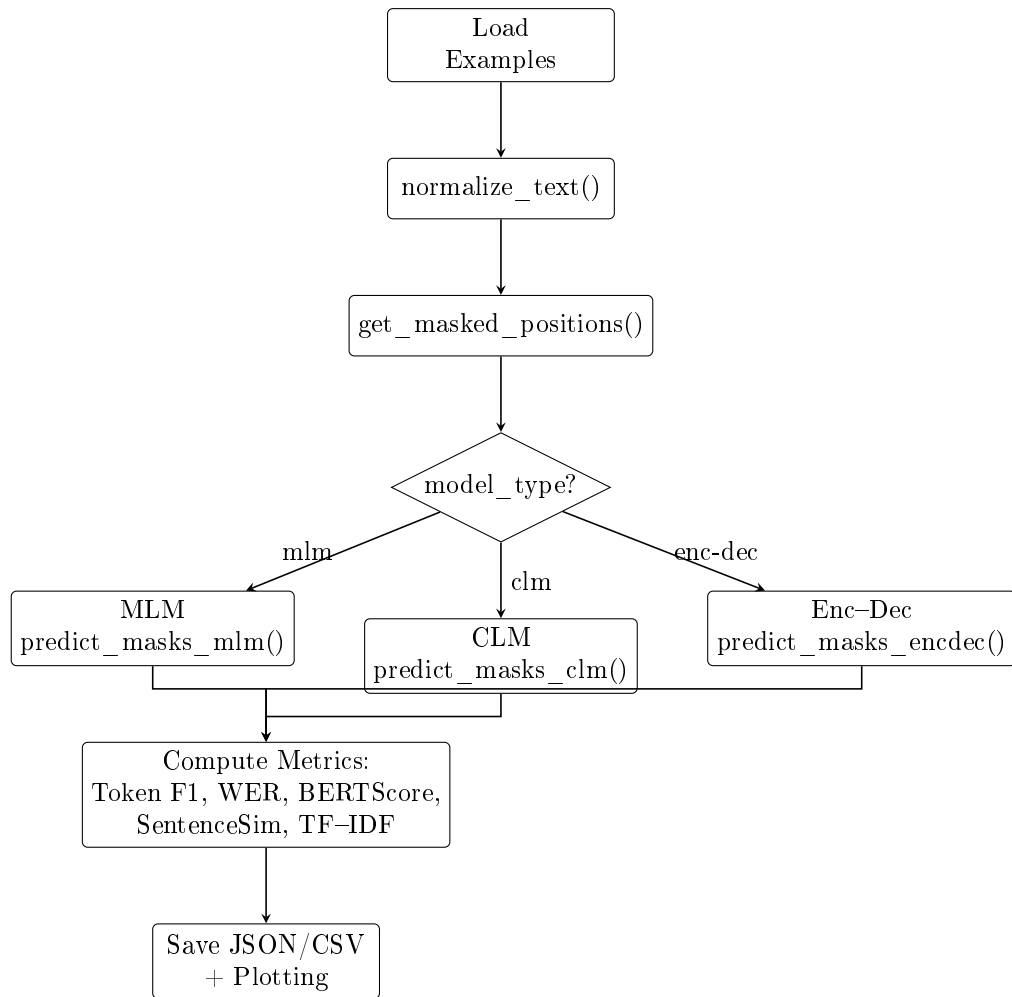 Load
Examples
normalize_text()
get_masked_positions()
model_type?
mlm
enc-dec
clm
MLM
predict_masks_mlm()
CLM
predict_masks_clm()
Enc–Dec
predict_masks_encdec()
Compute Metrics:
Token F1, WER, BERTScore,
SentenceSim, TF–IDF
Save JSON/CSV
+ Plotting